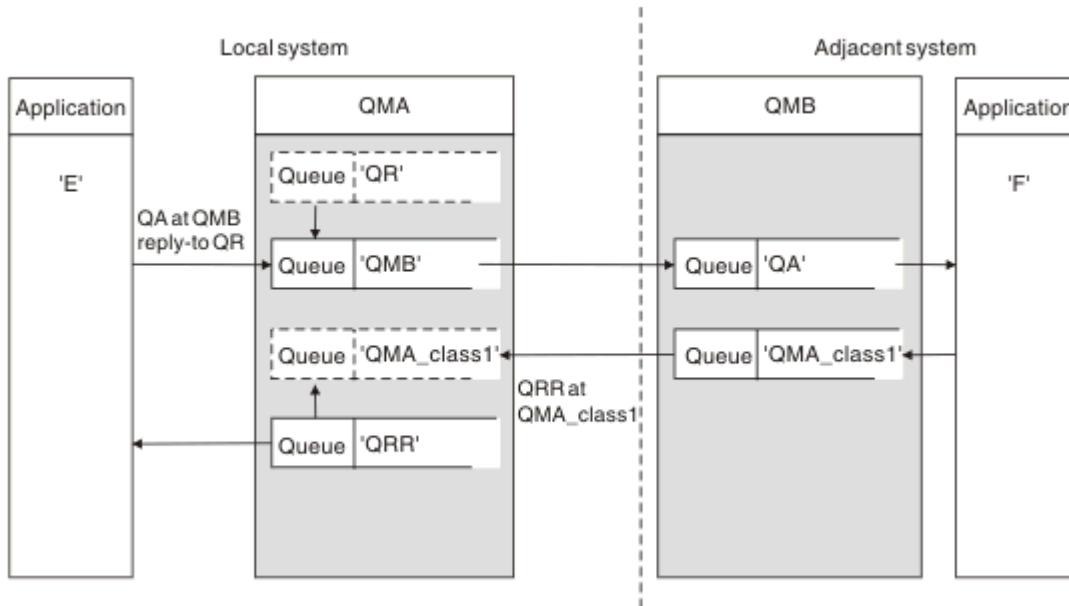 Local system
Adjacent system
Application
QMA
QMB
Application
'E'
'F'
Queue 'QR'
QA at QMB
reply-to QR
Queue 'QMB'
Queue 'QA'
Queue 'QMA_class1'
Queue 'QMA_class1'
QRR at
QMA_class1
Queue 'QRR'